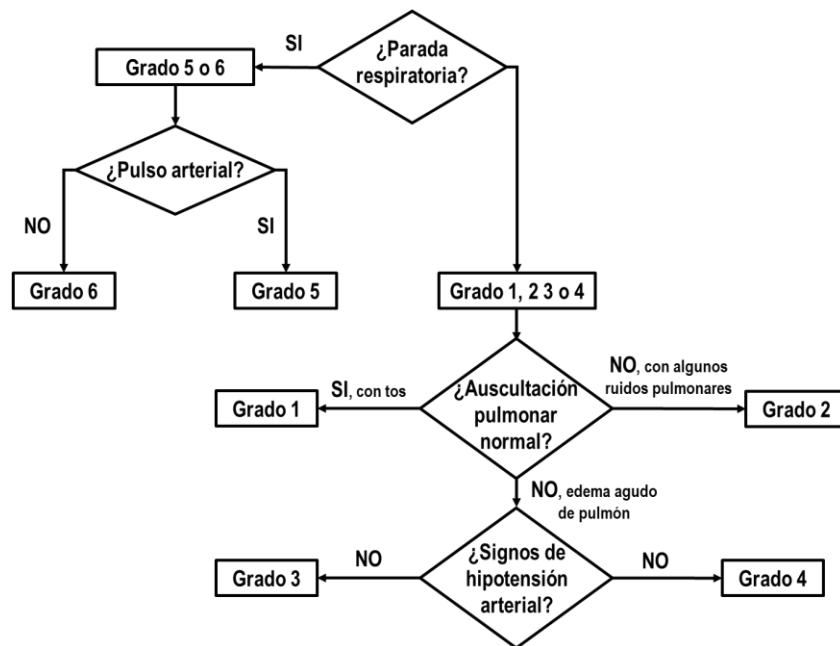 SI
¿Parada
respiratoria?
Grado 5 o 6
¿Pulso arterial?
NO
SI
Grado 6
Grado 5
Grado 1, 2 3 o 4
¿Auscultación
pulmonar
normal?
SI, con tos
Grado 1
NO, con algunos
ruidos pulmonares
Grado 2
NO, edema agudo
de pulmón
¿Signos de
hipotensión
arterial?
NO
Grado 3
NO
Grado 4